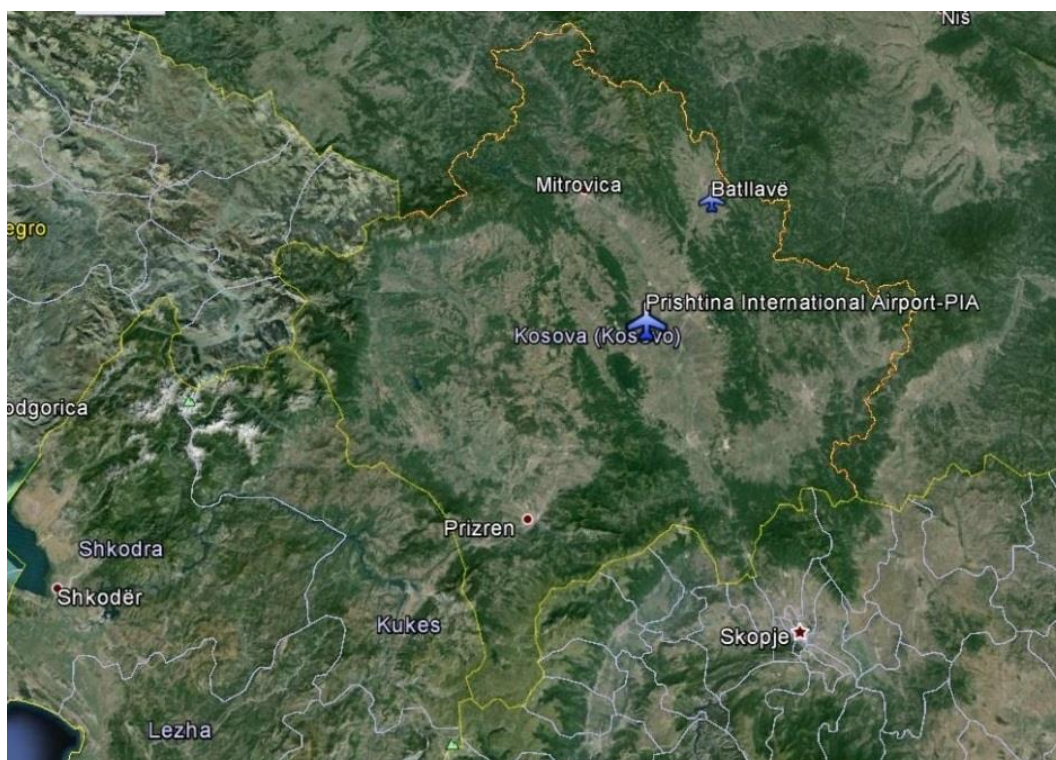 Niš
Mitrovica
Batllavë
egro
Prishtina International Airport-PIA
Kosova (Kosovo)
odgorica
Prizren
Shkodra
Shkodër
Kukes
Skopje
Lezha